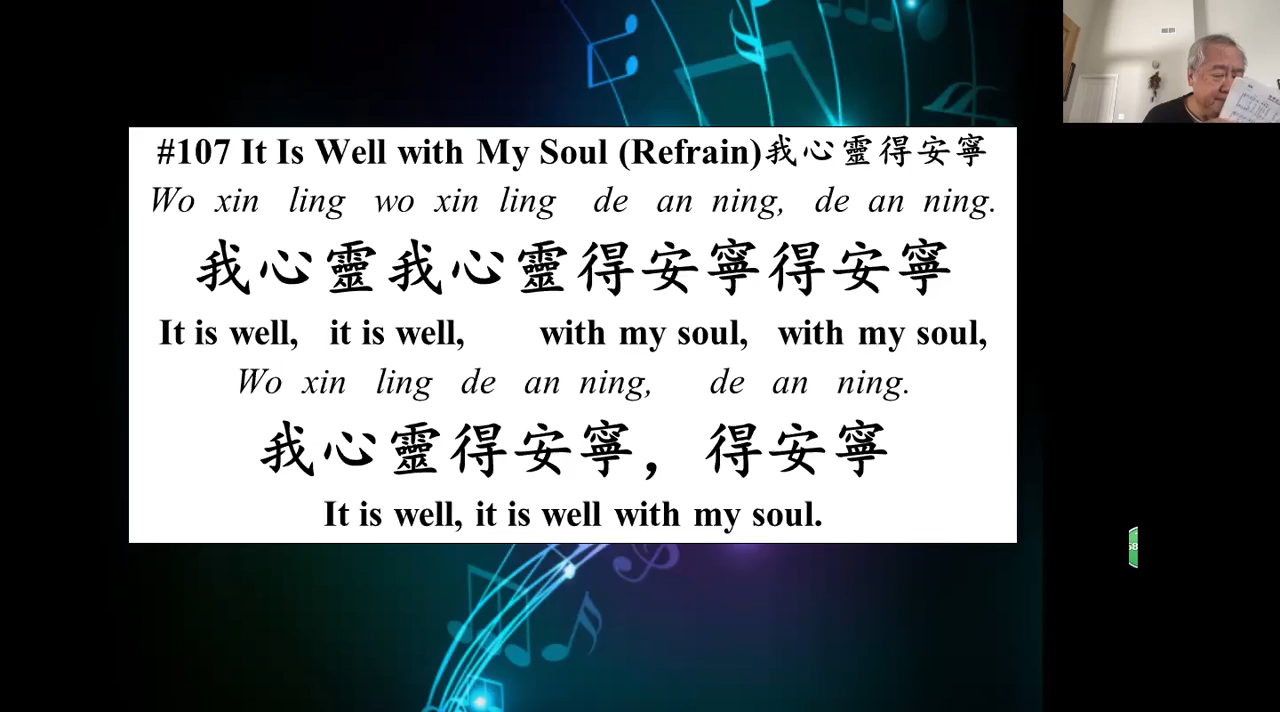 #107 It Is Well with My Soul (Refrain)我心靈得安寧
Wo xin ling wo xin ling de an ning, de an ning.
我心靈我心靈得安寧得安寧
It is well, it is well, with my soul, with my soul,
Wo xin ling de an ning, de an ning.
我心靈得安寧，得安寧
It is well, it is well with my soul.